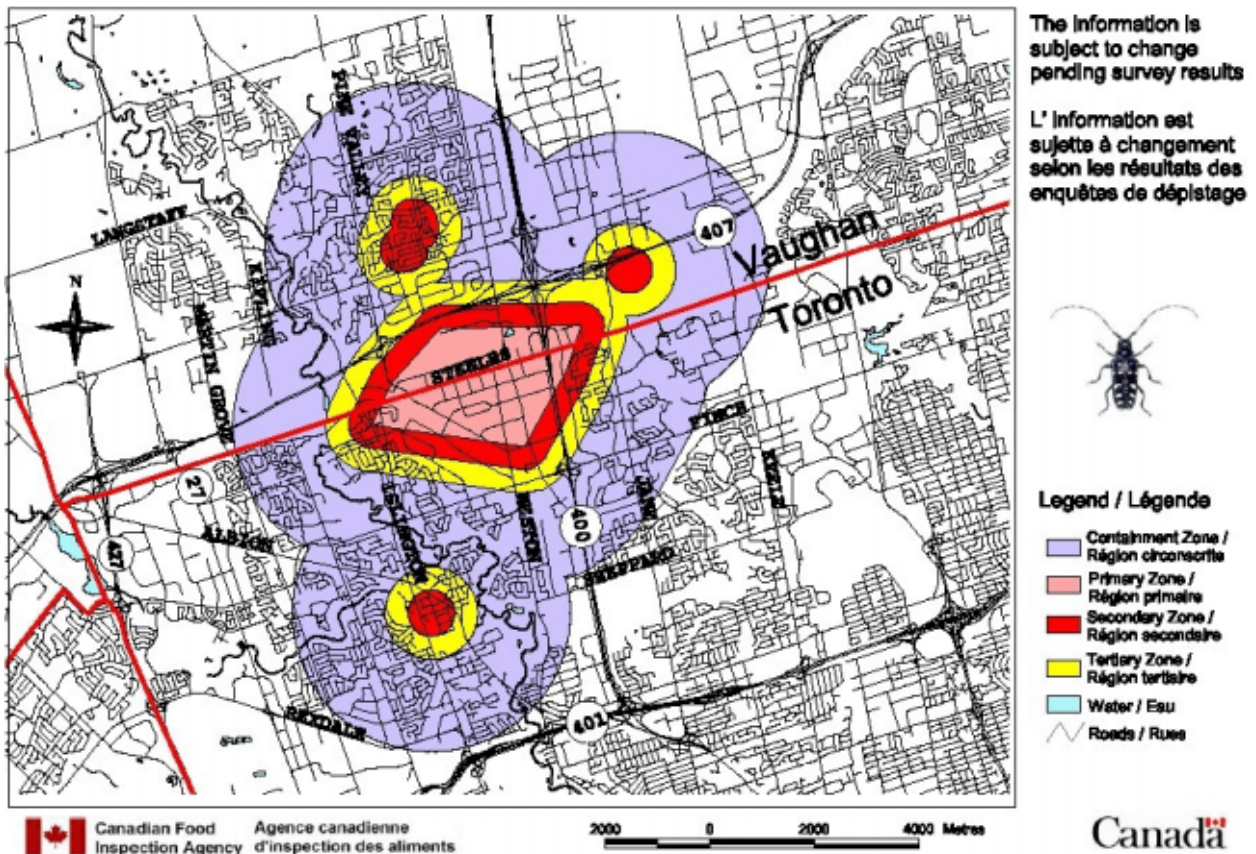 The information is
subject to change
pending survey results
L' information est
sujette à changement
selon les résultats des
enquêtes de dépistage
PINE VALLEY
LANGSTAFF
KIPLING
407
Vaughan
Toronto
N
MARTIN GROVE
STEELES
FINCH
KEELE
27
ISLINGTON
WESTON
JANE
400
ALBION
427
SHEPPARD
REXDALE
401
Legend / Légende
Containment Zone /
Région circonscrite
Primary Zone /
Région primaire
Secondary Zone /
Région secondaire
Tertiary Zone /
Région tertiaire
Water / Eau
Roads / Rues
Canadian Food
Inspection Agency
Agence canadienne
d'inspection des aliments
2000 0 2000 4000 Metres
Canada